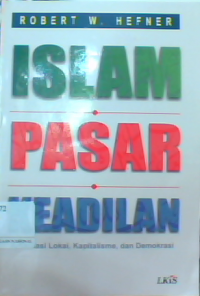 ROBERT W. HEFNER
ISLAM
PASAR
KEADILAN
Lokal, Kapitalisme, dan Demokrasi
LKiS